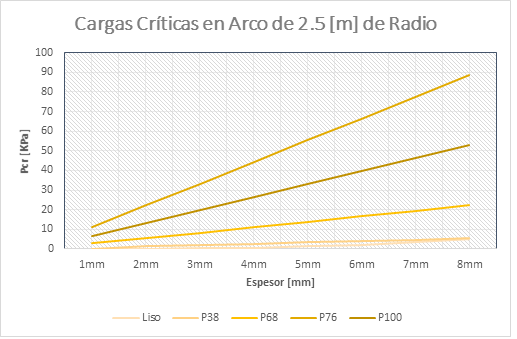 Cargas Críticas en Arco de 2.5 [m] de Radio
100
90
80
70
60
50
40
30
20
10
0
Pcr [KPa]
1mm 2mm 3mm 4mm 5mm 6mm 7mm 8mm
Espesor [mm]
Liso P38 P68 P76 P100